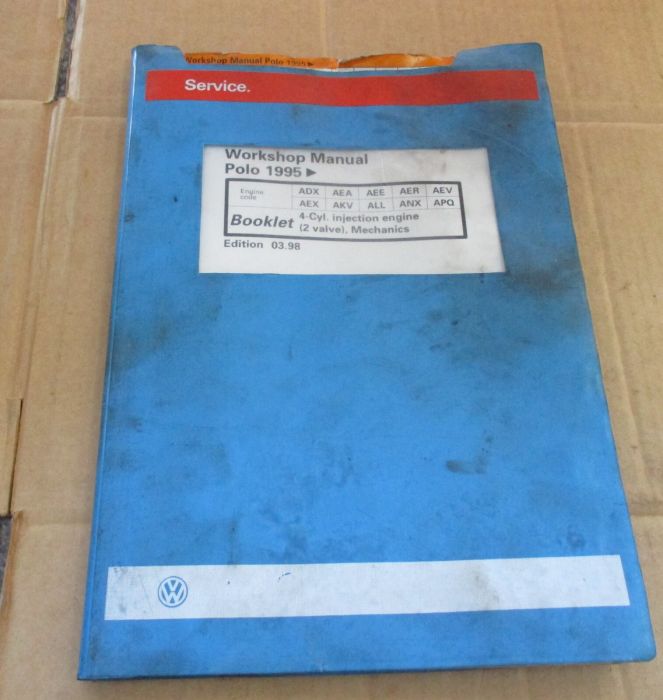 Workshop Manual Polo 1995 ►
Service.
Workshop Manual
Polo 1995 ►
Engine code ADX AEA AEE AER AEV
AEX AKV ALL ANX APQ
Booklet 4-Cyl. injection engine
(2 valve), Mechanics
Edition 03.98
VW